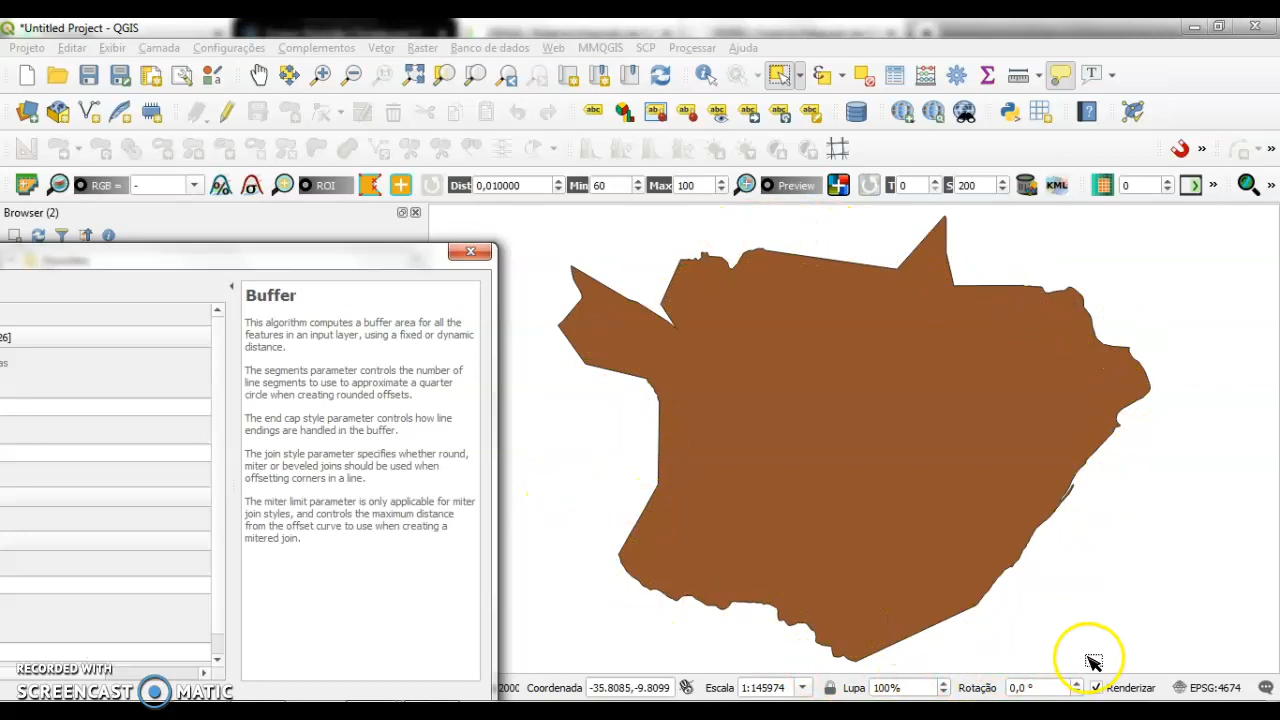 *Untitled Project - QGIS
Projeto Editar Exibir Camada Configurações Complementos Vetor Raster Banco de dados Web MMQGIS SCP Processar Ajuda
abc abc abc abc abc
RGB = - ROI Dist 0,010000 Min 60 Max 100 Preview T 0 S 200 KML 0
Browser (2)
Buffer
This algorithm computes a buffer area for all the
features in an input layer, using a fixed or dynamic
distance.
26]
The segments parameter controls the number of
as
line segments to use to approximate a quarter
circle when creating rounded offsets.
The end cap style parameter controls how line
endings are handled in the buffer.
The join style parameter specifies whether round,
miter or beveled joins should be used when
offsetting corners in a line.
The miter limit parameter is only applicable for miter
join styles, and controls the maximum distance
from the offset curve to use when creating a
mitered join.
RECORDED WITH
SCREENCAST MATIC
2000 Coordenada -35.8085,-9.8099 Escala 1:145974 Lupa 100% Rotação 0,0 ° Renderizar EPSG:4674